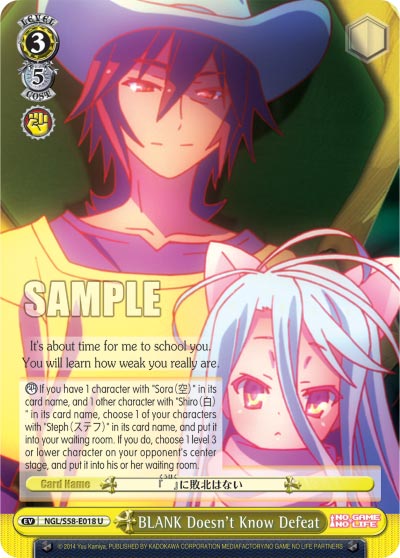 LEVEL
3
5
COST
SAMPLE
It's about time for me to school you.
You will learn how weak you really are.
If you have 1 character with "Sora (空)" in its
card name, and 1 other character with "Shiro (白)
" in its card name, choose 1 of your characters
with "Steph (ステフ)" in its card name, and put it
into your waiting room. If you do, choose 1 level 3
or lower character on your opponent's center
stage, and put it into his or her waiting room.
Card Name
『　』に敗北はない
EV NGL/S58-E018 U
BLANK Doesn't Know Defeat
NO GAME
NO LIFE
© 2014 Yuu Kamiya, PUBLISHED BY KADOKAWA CORPORATION MEDIAFACTORY/NO GAME NO LIFE PARTNERS